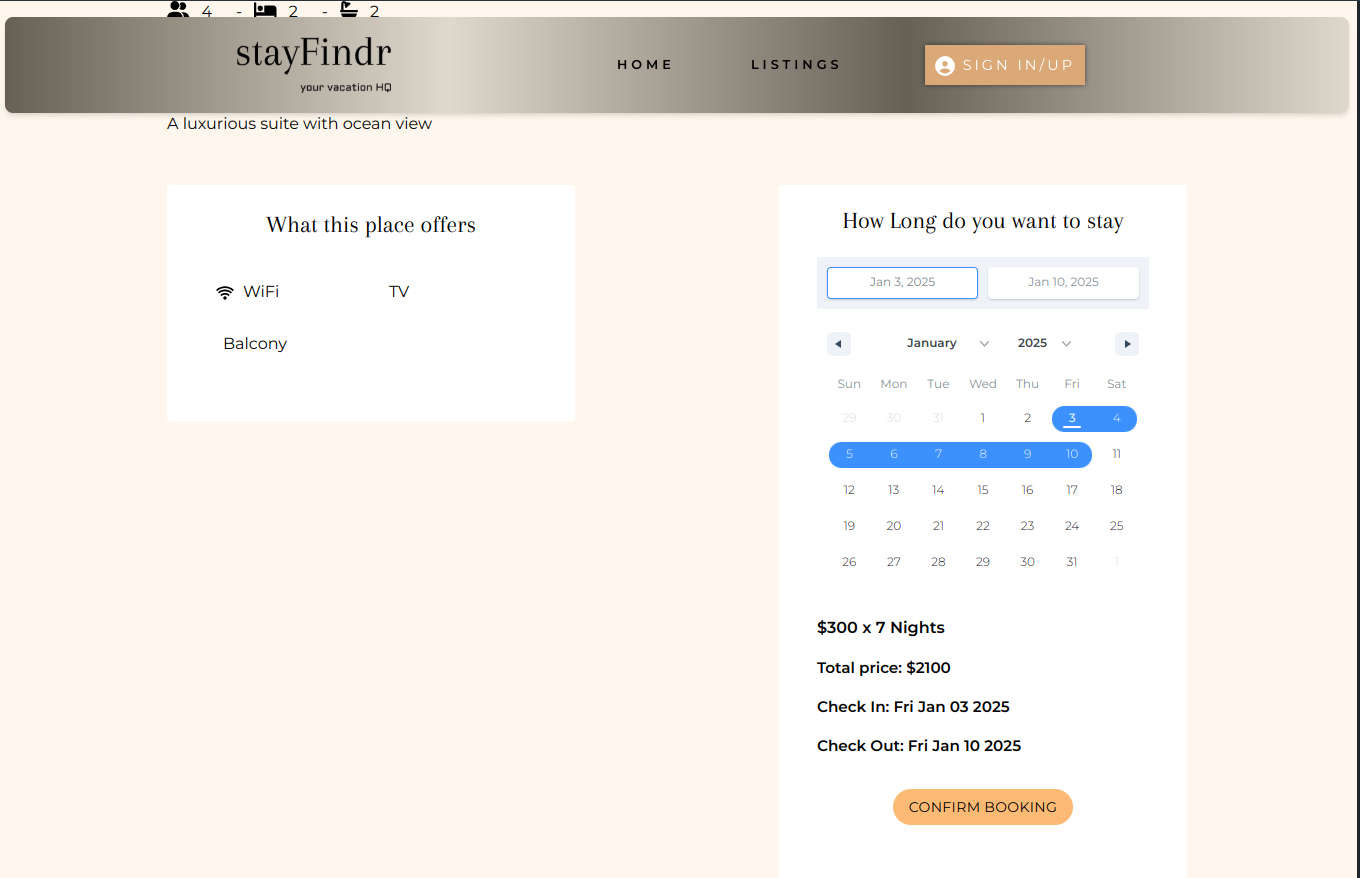 4 - 2 - 2
stayFindr
your vacation HQ
HOME LISTINGS SIGN IN/UP
A luxurious suite with ocean view
What this place offers
WiFi TV
Balcony
How Long do you want to stay
Jan 3, 2025 Jan 10, 2025
January 2025
Sun Mon Tue Wed Thu Fri Sat
29 30 31 1 2 3 4
5 6 7 8 9 10 11
12 13 14 15 16 17 18
19 20 21 22 23 24 25
26 27 28 29 30 31 1
$300 x 7 Nights
Total price: $2100
Check In: Fri Jan 03 2025
Check Out: Fri Jan 10 2025
CONFIRM BOOKING